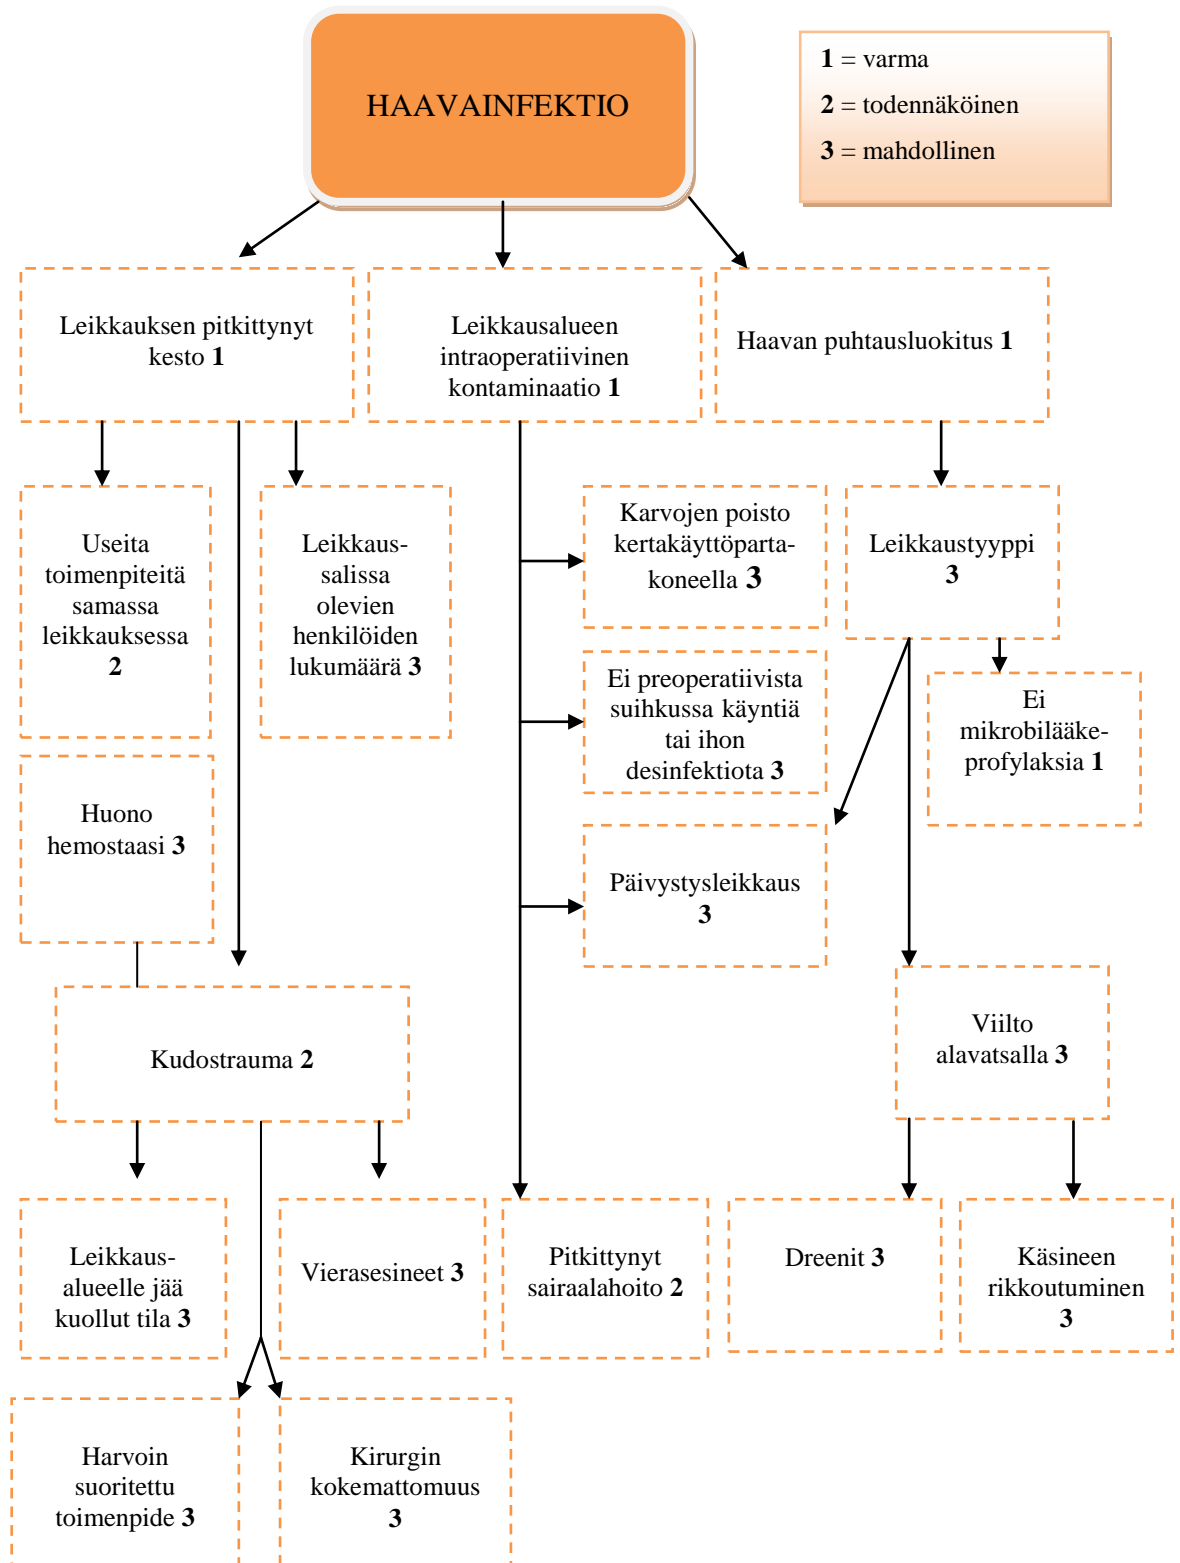 HAAVAINFEKTIO
1 = varma
2 = todennäköinen
3 = mahdollinen
Leikkauksen pitkittynyt
kesto 1
Leikkausalueen
intraoperatiivinen
kontaminaatio 1
Haavan puhtausluokitus 1
Useita
toimenpiteitä
samassa
leikkauksessa
2
Leikkaus-
salissa
olevien
henkilöiden
lukumäärä 3
Karvojen poisto
kertakäyttöparta-
koneella 3
Leikkaustyyppi
3
Ei preoperatiivista
suihkussa käyntiä
tai ihon
desinfektiota 3
Ei
mikrobilääke-
profylaksia 1
Huono
hemostaasi 3
Päivystysleikkaus
3
Kudostrauma 2
Viilto
alavatsalla 3
Leikkaus-
alueelle jää
kuollut tila 3
Vierasesineet 3
Pitkittynyt
sairaalahoito 2
Dreenit 3
Käsineen
rikkoutuminen
3
Harvoin
suoritettu
toimenpide 3
Kirurgin
kokemattomuus
3